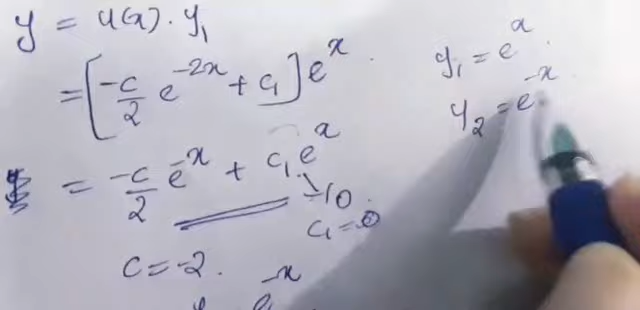 y = u(x) . y₁
= [-c/2 e^{-2x} + c₁] e^x .
y₁ = e^x .
y₂ = e^{-x}
= -c/2 e^{-x} + c₁ e^x
c₁ = 0
c = -2 .